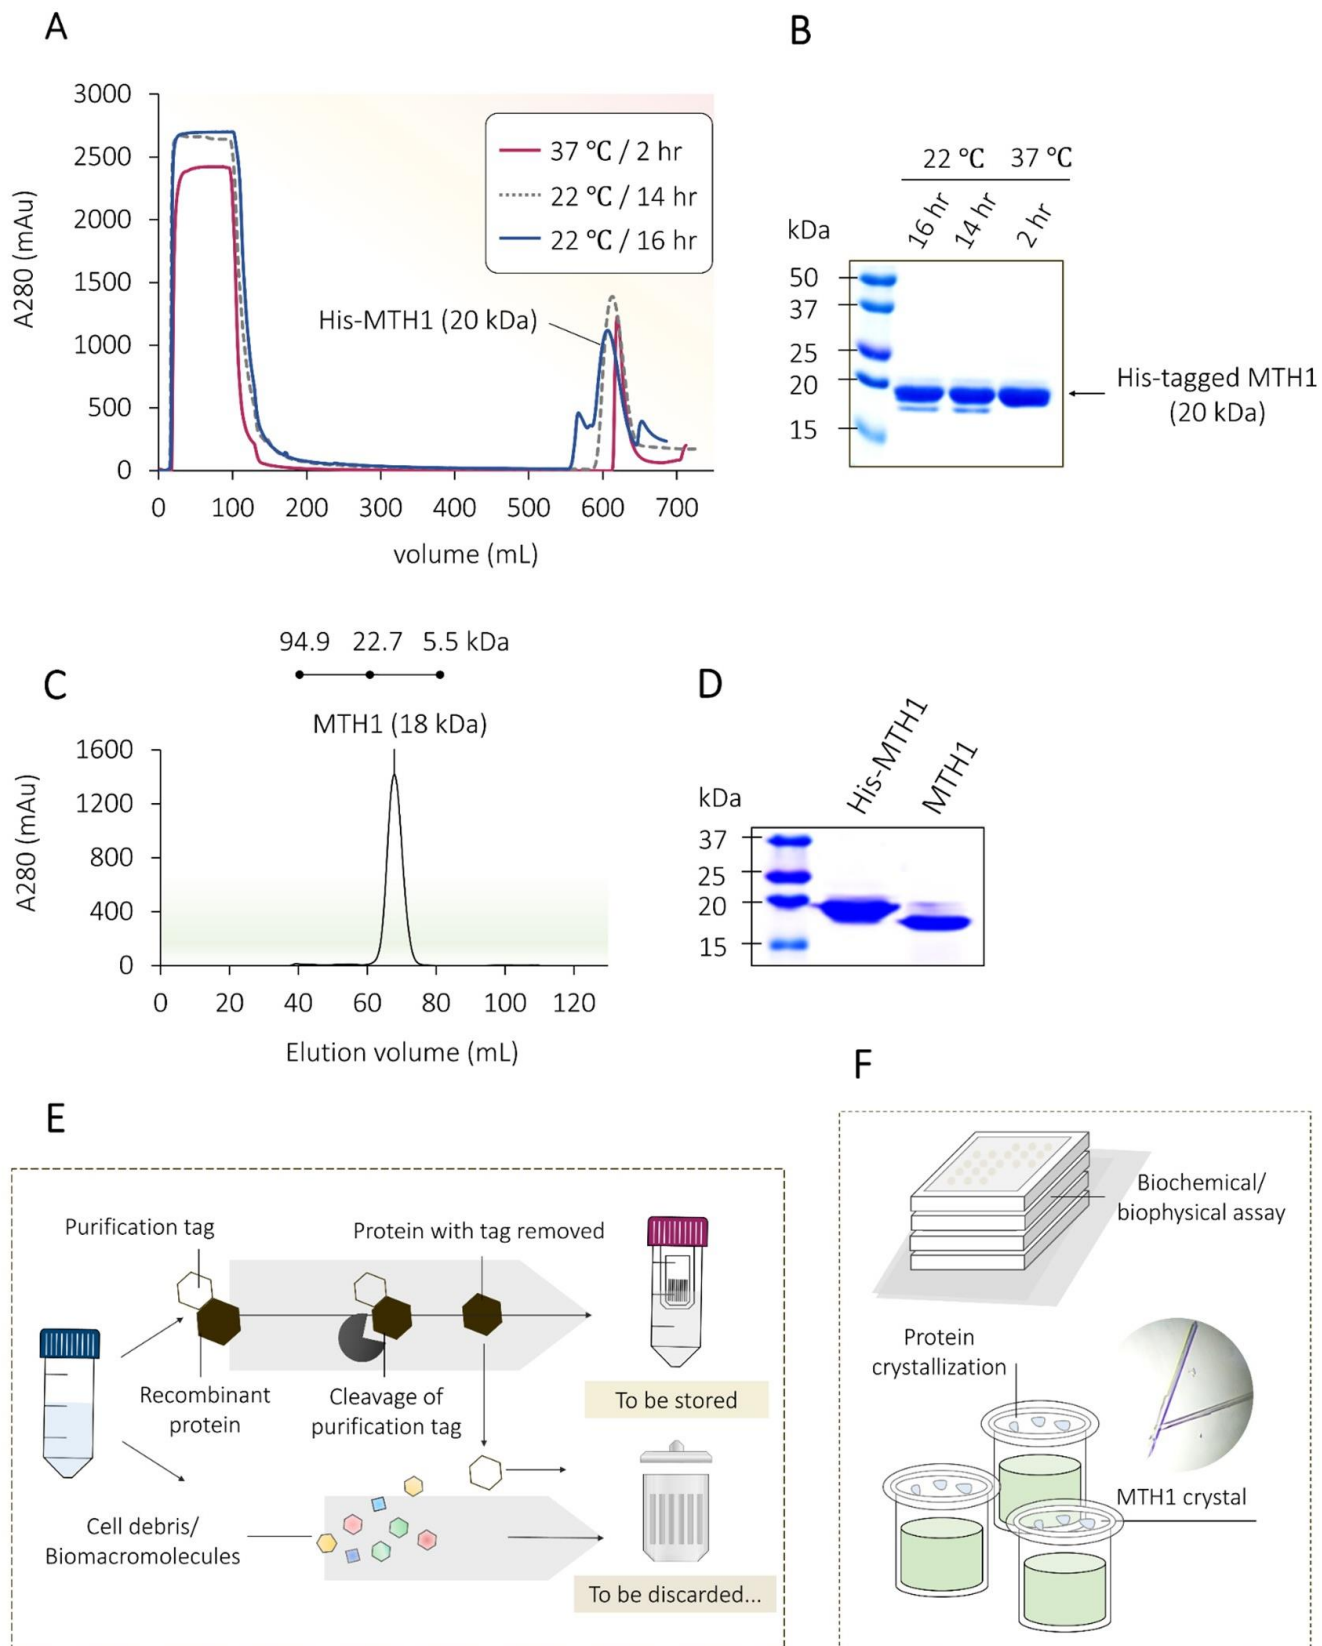 A
3000
2500
2000
1500
1000
500
0
A280 (mAu)
37 ℃ / 2 hr
22 ℃ / 14 hr
22 ℃ / 16 hr
His-MTH1 (20 kDa)
0 100 200 300 400 500 600 700
volume (mL)
B
22 ℃ 37 ℃
16 hr 14 hr 2 hr
kDa
50
37
25
20
15
His-tagged MTH1
(20 kDa)
94.9 22.7 5.5 kDa
C
MTH1 (18 kDa)
1600
1200
800
400
0
A280 (mAu)
0 20 40 60 80 100 120
Elution volume (mL)
D
His-MTH1 MTH1
kDa
37
25
20
15
E
Purification tag
Protein with tag removed
Recombinant
protein
Cleavage of
purification tag
To be stored
Cell debris/
Biomacromolecules
To be discarded...
F
Biochemical/
biophysical assay
Protein
crystallization
MTH1 crystal